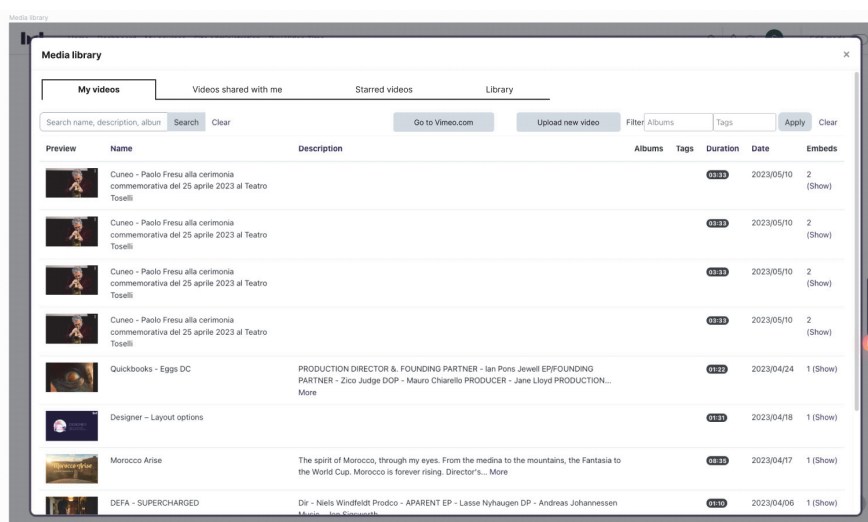 Media library
Media library
×
My videos
Videos shared with me
Starred videos
Library
Search name, description, album
Search
Clear
Go to Vimeo.com
Upload new video
Filter
Albums
Tags
Apply
Clear
Preview Name Description Albums Tags Duration Date Embeds
Cuneo - Paolo Fresu alla cerimonia
commemorativa del 25 aprile 2023 al Teatro
Toselli
03:33 2023/05/10 2
(Show)
Cuneo - Paolo Fresu alla cerimonia
commemorativa del 25 aprile 2023 al Teatro
Toselli
03:33 2023/05/10 2
(Show)
Cuneo - Paolo Fresu alla cerimonia
commemorativa del 25 aprile 2023 al Teatro
Toselli
03:33 2023/05/10 2
(Show)
Cuneo - Paolo Fresu alla cerimonia
commemorativa del 25 aprile 2023 al Teatro
Toselli
03:33 2023/05/10 2
(Show)
Quickbooks - Eggs DC
PRODUCTION DIRECTOR &. FOUNDING PARTNER - Ian Pons Jewell EP/FOUNDING
PARTNER - Zico Judge DOP - Mauro Chiarello PRODUCER - Jane Lloyd PRODUCTION...
More
01:22 2023/04/24 1 (Show)
Designer – Layout options
01:31 2023/04/18 1 (Show)
Morocco Arise
Morocco Arise
The spirit of Morocco, through my eyes. From the medina to the mountains, the Fantasia to
the World Cup. Morocco is forever rising. Director's... More
08:35 2023/04/17 1 (Show)
DEFA - SUPERCHARGED
Dir - Niels Windfeldt Prodco - APARENT EP - Lasse Nyhaugen DP - Andreas Johannessen
01:10 2023/04/06 1 (Show)